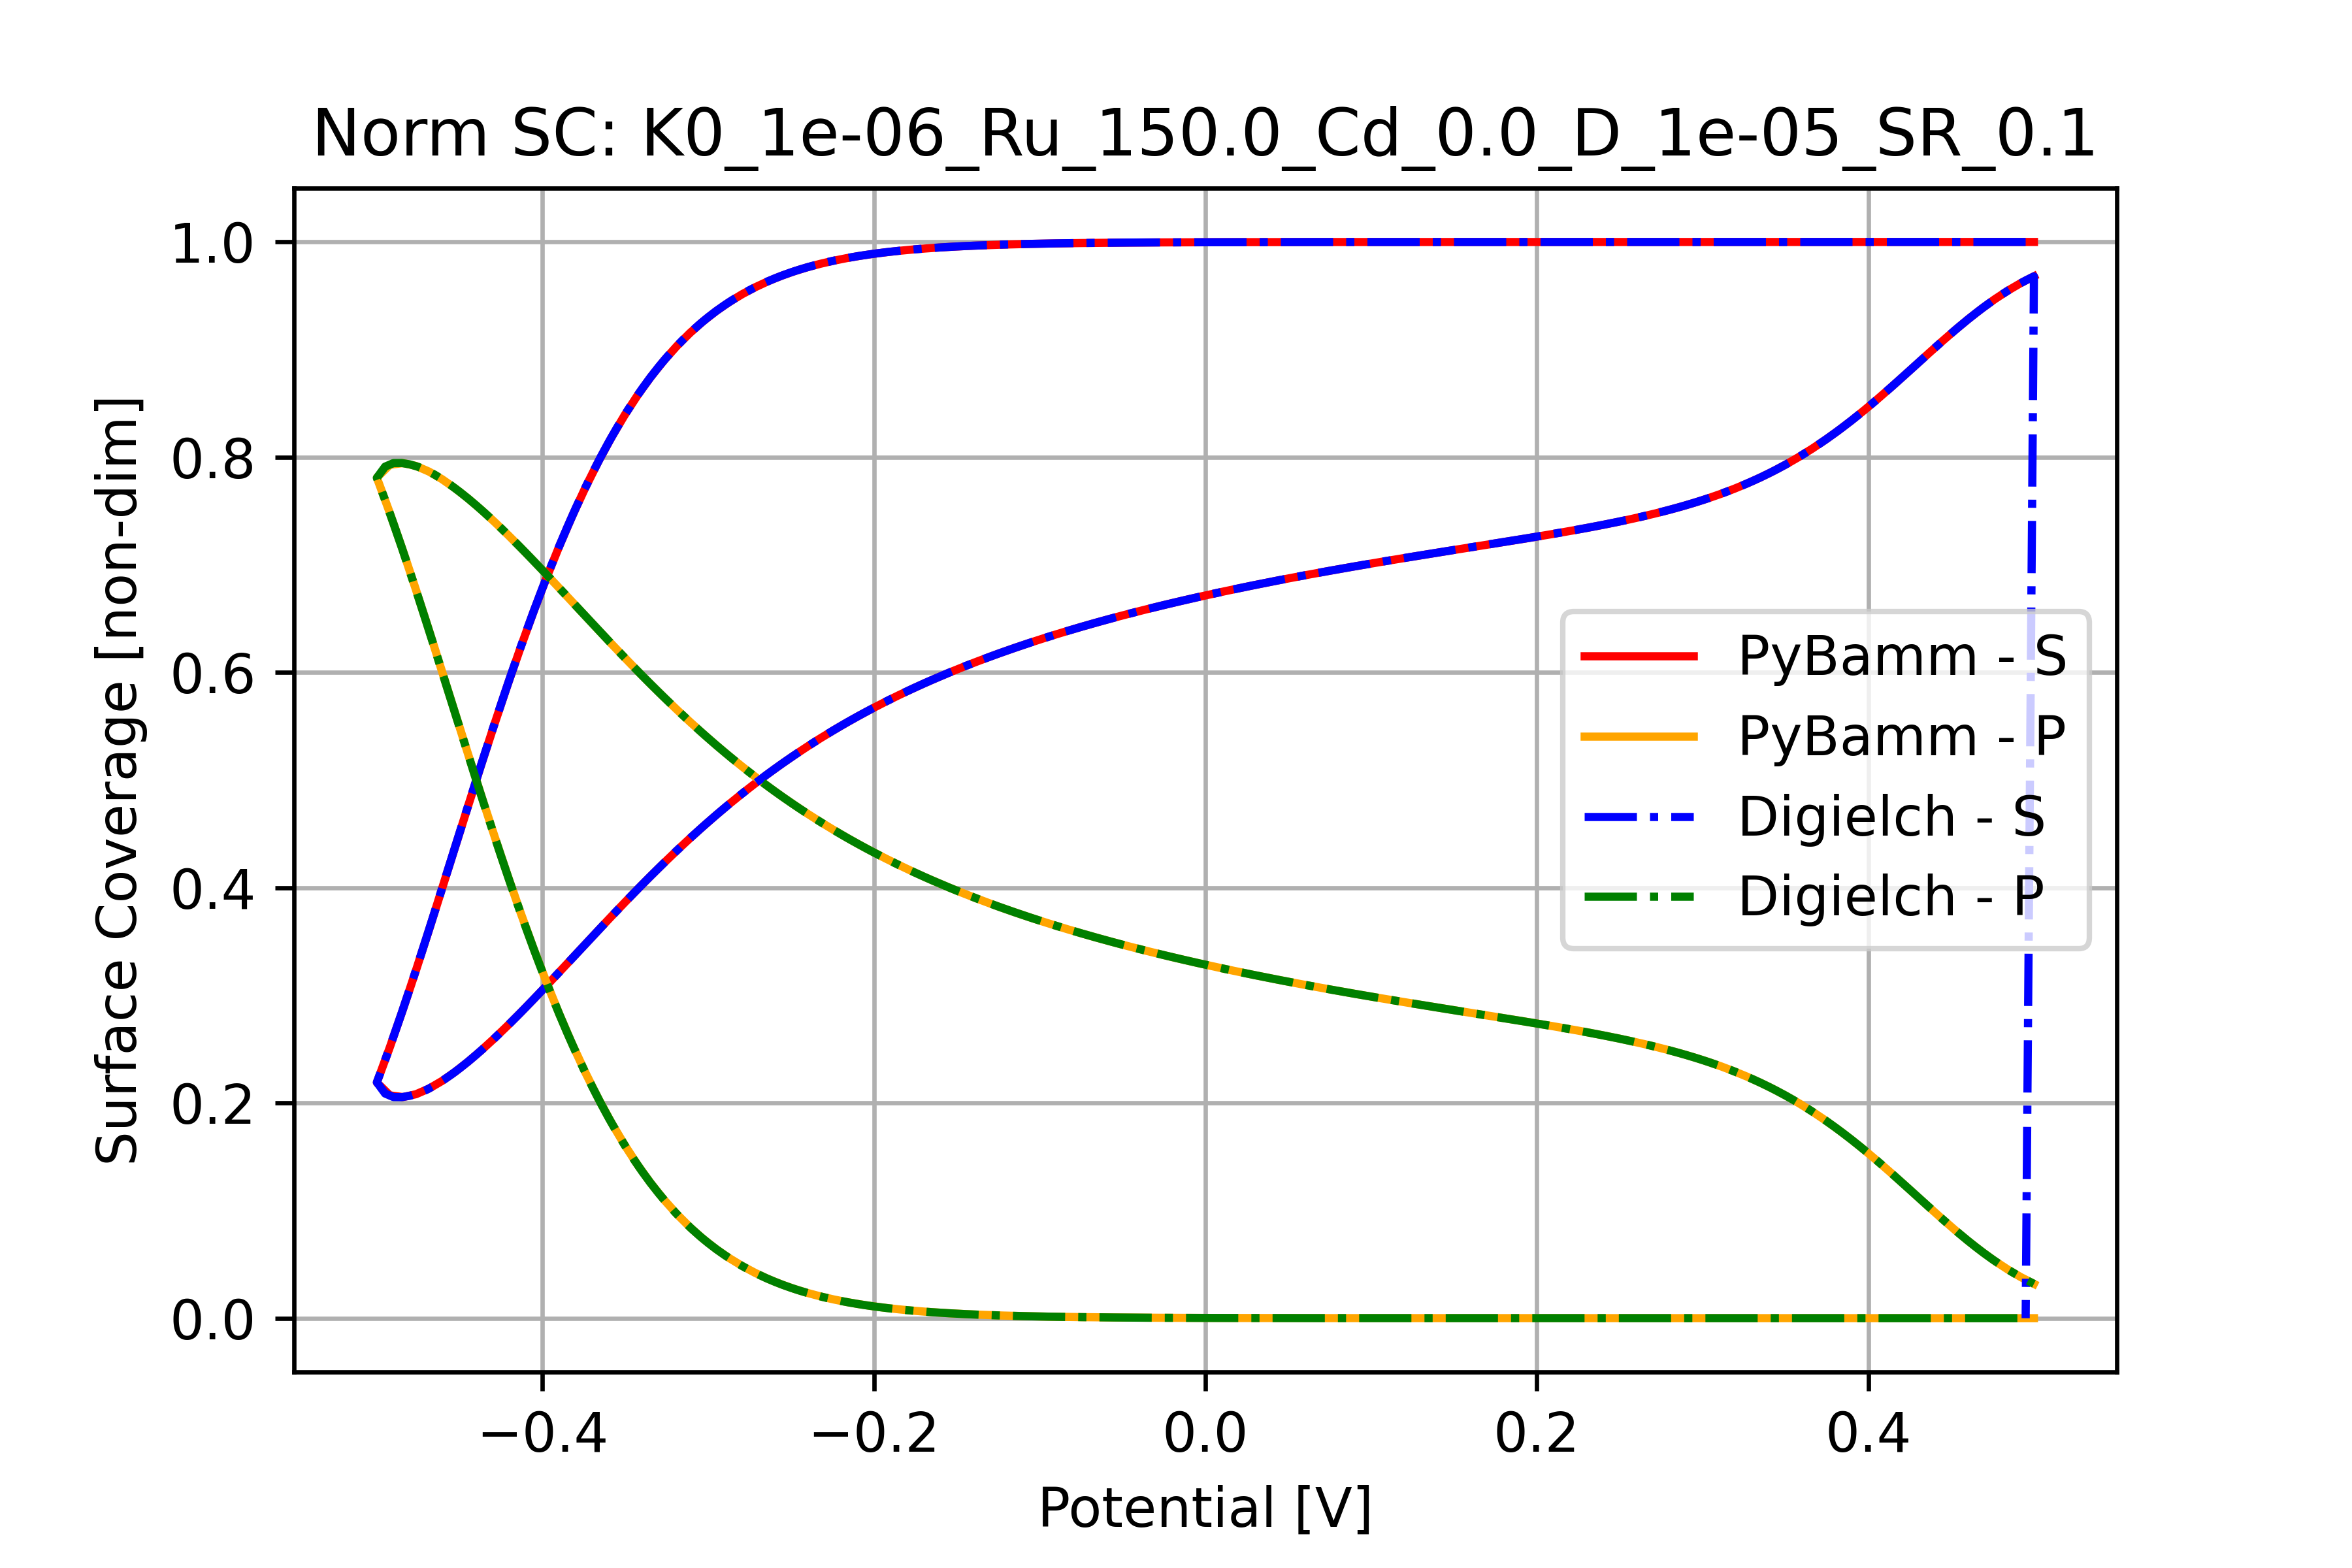 Norm SC: K0_1e-06_Ru_150.0_Cd_0.0_D_1e-05_SR_0.1
Surface Coverage [non-dim]
1.0
0.8
0.6
0.4
0.2
0.0
PyBamm - S
PyBamm - P
Digielch - S
Digielch - P
−0.4
−0.2
0.0
0.2
0.4
Potential [V]